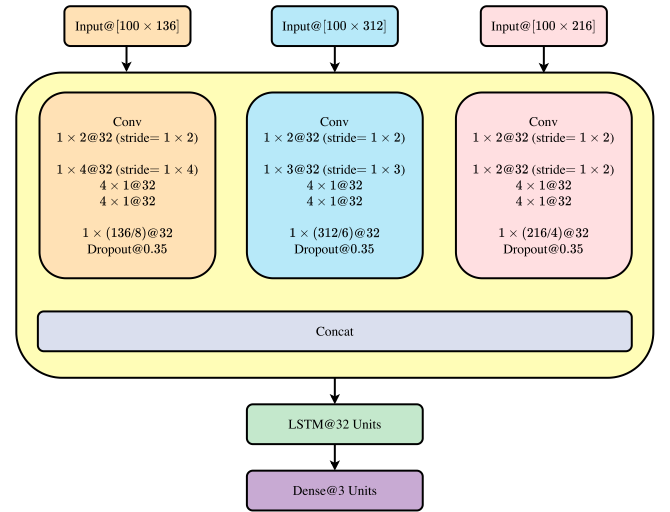 Input@[100 × 136]
Input@[100 × 312]
Input@[100 × 216]
Conv
1 × 2@32 (stride= 1 × 2)
1 × 4@32 (stride = 1 × 4)
4 × 1@32
4 × 1@32
1 × (136/8)@32
Dropout@0.35
Conv
1 × 2@32 (stride= 1 × 2)
1 × 3@32 (stride = 1 × 3)
4 × 1@32
4 × 1@32
1 × (312/6)@32
Dropout@0.35
Conv
1 × 2@32 (stride= 1 × 2)
1 × 2@32 (stride = 1 × 2)
4 × 1@32
4 × 1@32
1 × (216/4)@32
Dropout@0.35
Concat
LSTM@32 Units
Dense@3 Units